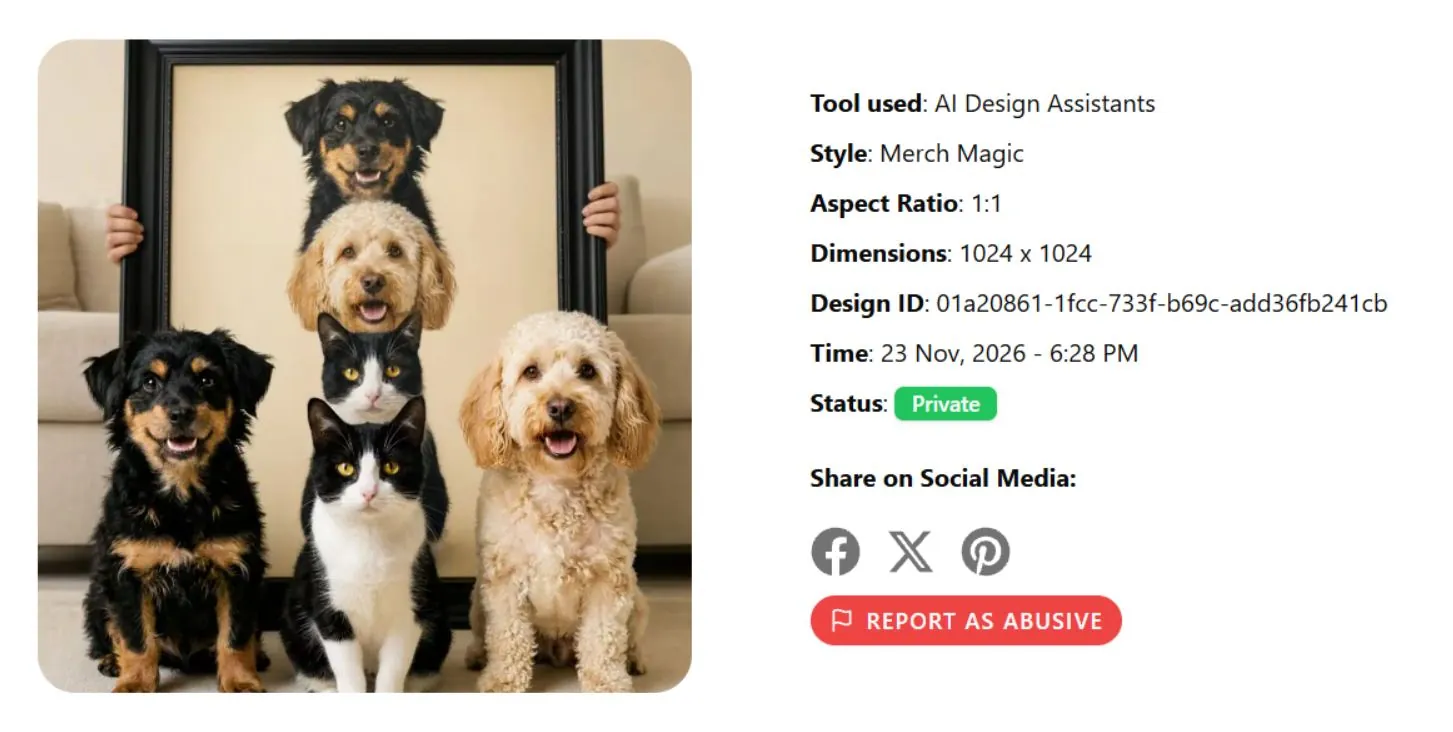 Tool used: AI Design Assistants
Style: Merch Magic
Aspect Ratio: 1:1
Dimensions: 1024 x 1024
Design ID: 01a20861-1fcc-733f-b69c-add36fb241cb
Time: 23 Nov, 2026 - 6:28 PM
Status: Private
Share on Social Media:
REPORT AS ABUSIVE